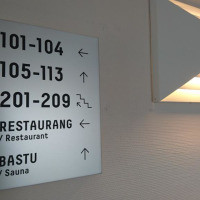 101-104 ←
105-113 ↑
201-209
RESTAURANG ←
/ Restaurant
BASTU ↑
/ Sauna